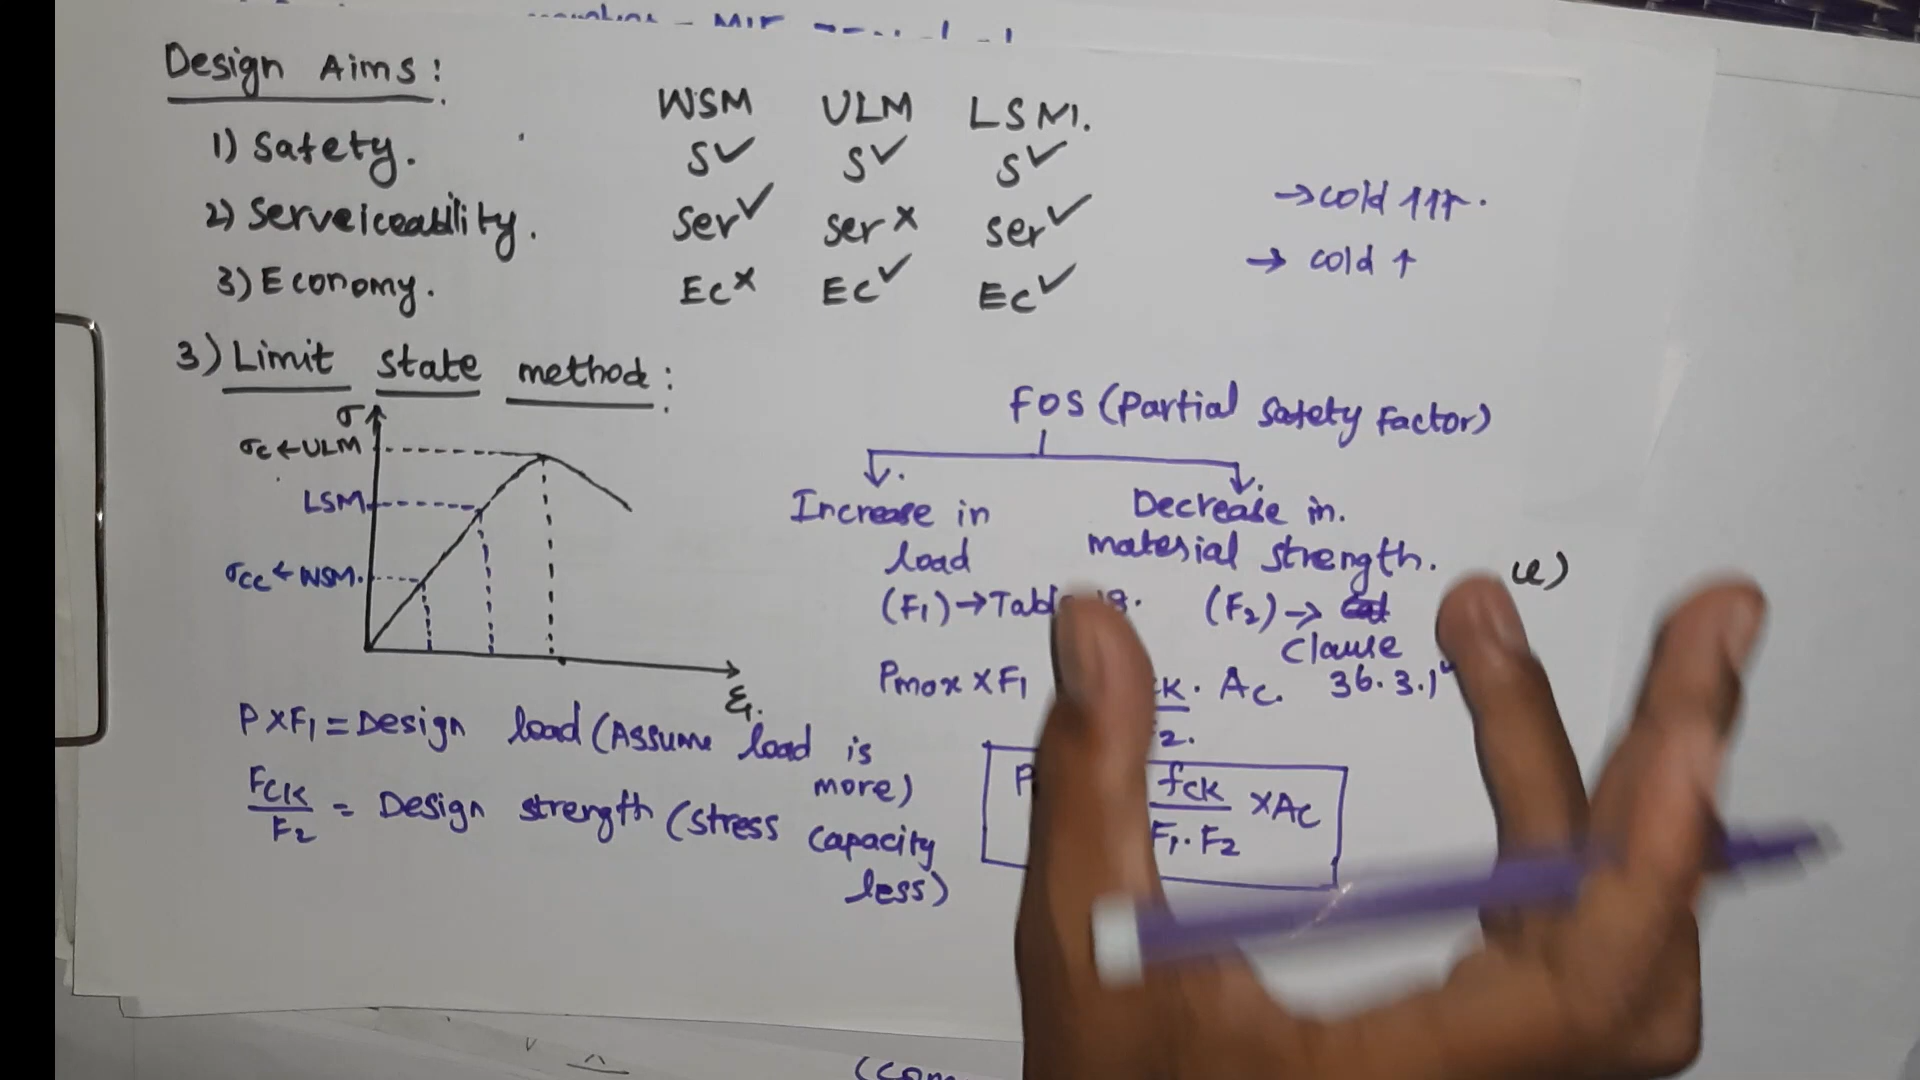 Design Aims:
WSM ULM LSM.
1) Safety. S✓ S✓ S✓
2) Serveiceability. Ser✓ Ser× Ser✓
3) Economy. Ec× Ec✓ Ec✓
→cold ↑↑↑.
→ cold ↑
3) Limit state method:
σ
σc ← ULM
LSM
σcc ← WSM.
ε.
FOS (Partial Safety Factor)
Increase in load
(F1) →
Pmax × F1
Decrease in.
material strength.
(F2) →
Clause
36.3.1
. Ac.
2.
fck
F1.F2
× Ac
P × F1 = Design load (Assume load is
more)
Fck
F2
= Design strength (stress capacity
less)